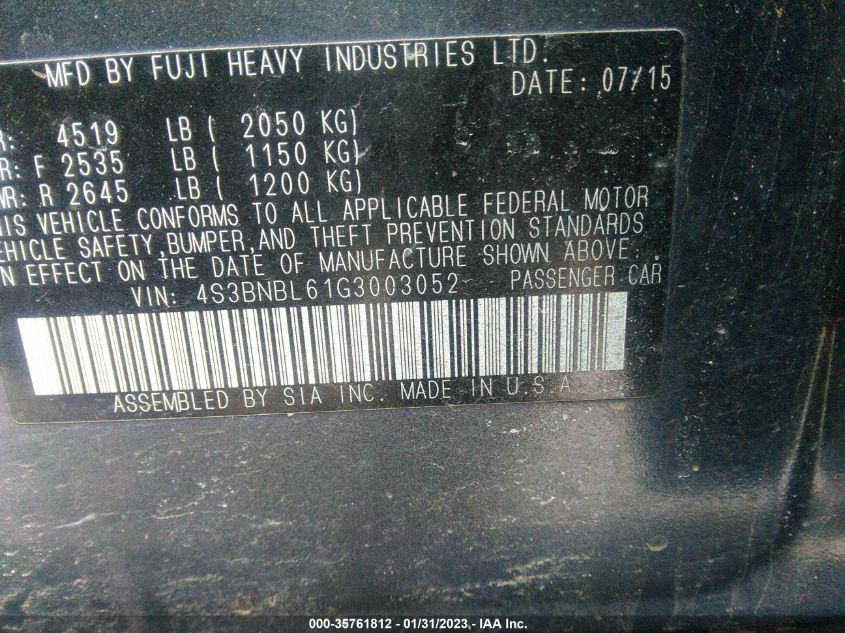 MFD BY FUJI HEAVY INDUSTRIES LTD.
DATE: 07/15
R: 4519 LB ( 2050 KG)
R: F 2535 LB ( 1150 KG)
WR: R 2645 LB ( 1200 KG)
IS VEHICLE CONFORMS TO ALL APPLICABLE FEDERAL MOTOR
EHICLE SAFETY, BUMPER, AND THEFT PREVENTION STANDARDS
N EFFECT ON THE DATE OF MANUFACTURE SHOWN ABOVE.
VIN: 4S3BNBL61G3003052 PASSENGER CAR
ASSEMBLED BY SIA INC. MADE IN U.S.A
000-35761812 - 01/31/2023 - IAA Inc.